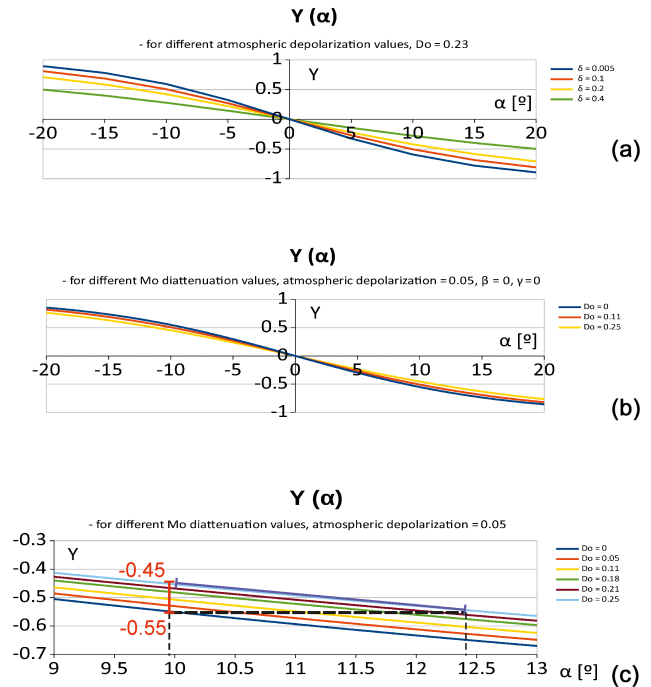 Y (α)
- for different atmospheric depolarization values, Do = 0.23
1
Y
0.5
α [º]
0
-20 -15 -10 -5 0 5 10 15 20
-0.5
-1
δ = 0.005
δ = 0.1
δ = 0.2
δ = 0.4
(a)
Y (α)
- for different Mo diattenuation values, atmospheric depolarization = 0.05, β = 0, γ = 0
1
Y
0.5
α [º]
0
-20 -15 -10 -5 0 5 10 15 20
-0.5
-1
Do = 0
Do = 0.11
Do = 0.25
(b)
Y (α)
- for different Mo diattenuation values, atmospheric depolarization = 0.05
-0.3
Y
-0.4
-0.45
-0.5
-0.55
-0.6
-0.7
9 9.5 10 10.5 11 11.5 12 12.5 13
α [º]
Do = 0
Do = 0.05
Do = 0.11
Do = 0.18
Do = 0.21
Do = 0.25
(c)